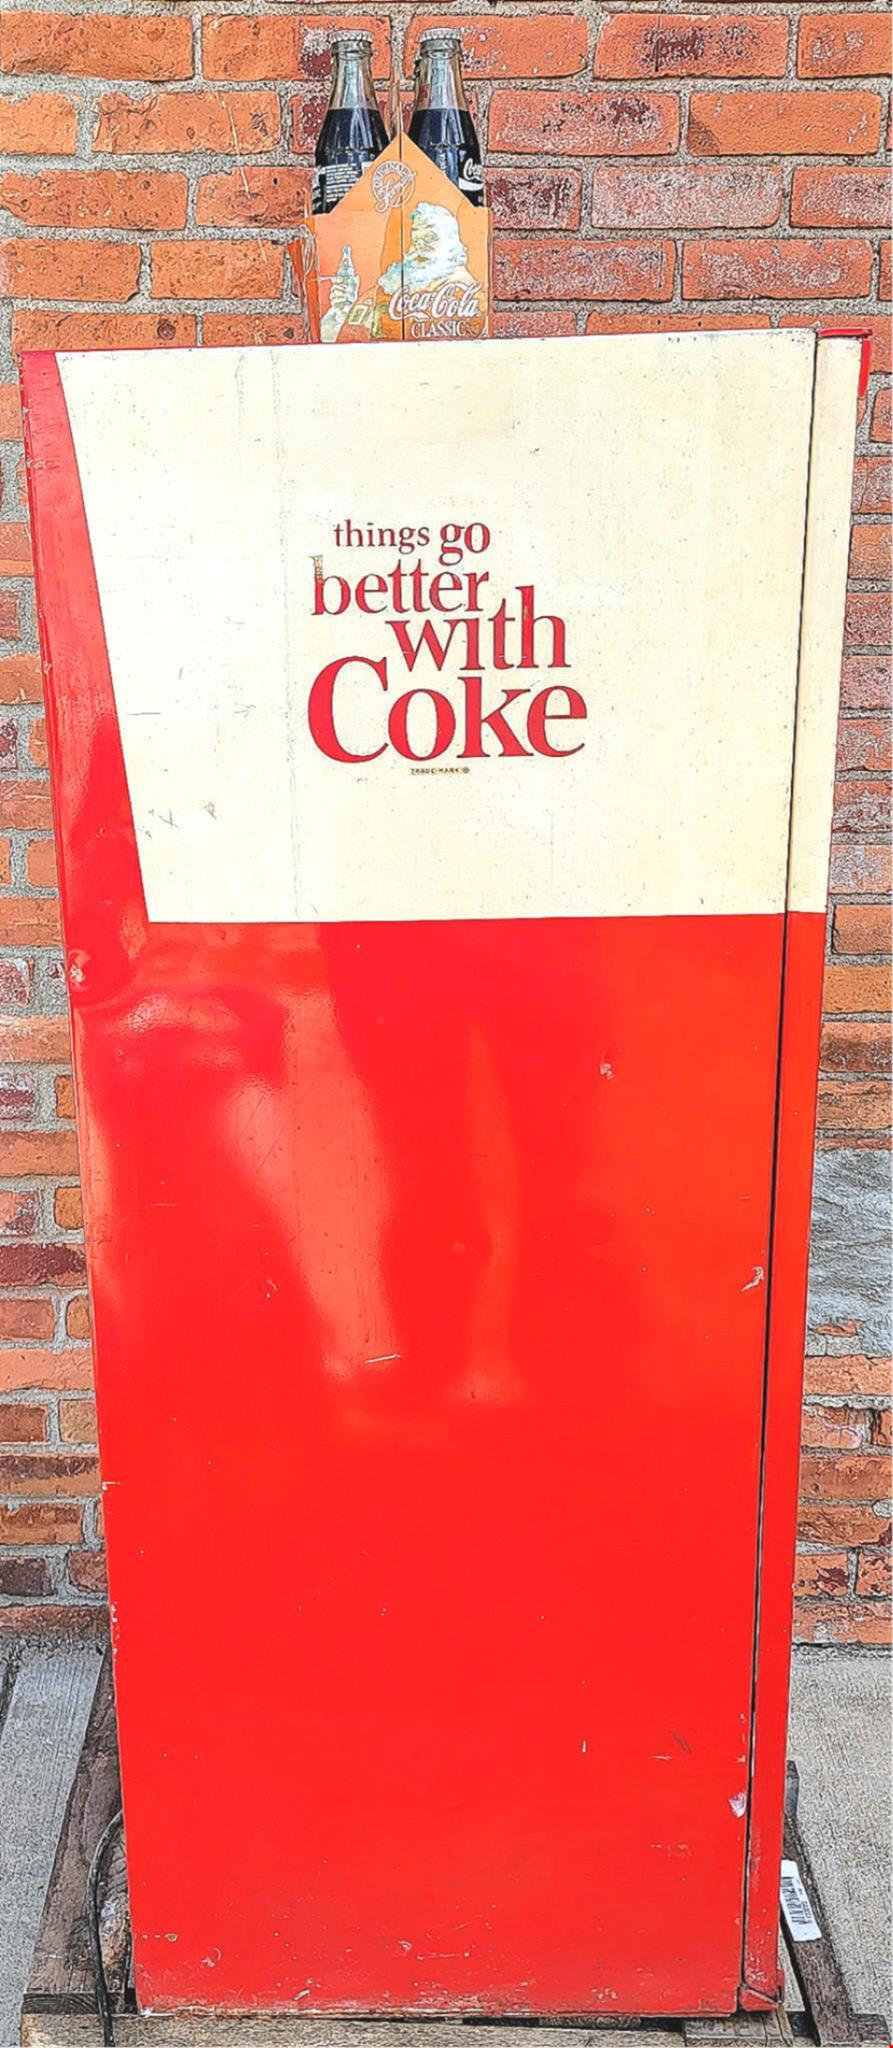 Coca-Cola
CLASSIC
things go
better
with
Coke
TRADE-MARK ®